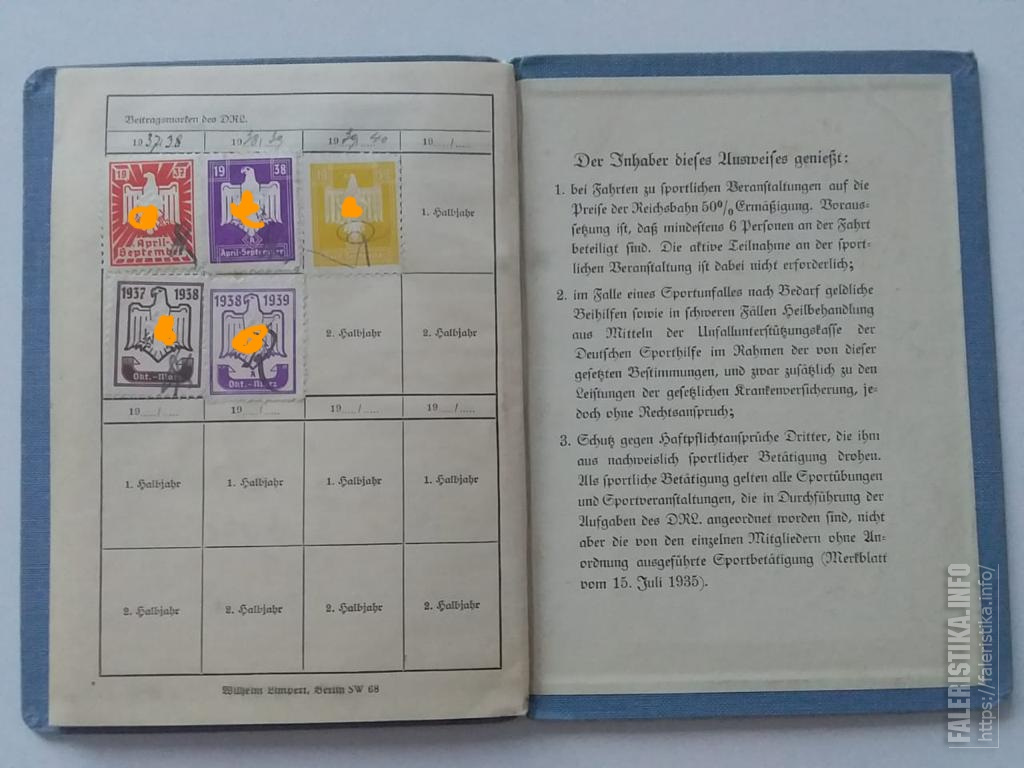 Beitragsmarken des DRL.
19 37/38 19 38/39 19 39/40 19 ..../.....
19 37
April-
September
19 38
A
April-September
19
1. Halbjahr
1937 1938
Okt.-März
1938 1939
A
Okt.-März
2. Halbjahr 2. Halbjahr
19 ..../..... 19 ..../..... 19 ..../..... 19 ..../.....
1. Halbjahr 1. Halbjahr 1. Halbjahr 1. Halbjahr
2. Halbjahr 2. Halbjahr 2. Halbjahr 2. Halbjahr
Wilhelm Limpert, Berlin SW 68
Der Inhaber dieses Ausweises genießt:
1. bei Fahrten zu sportlichen Veranstaltungen auf die
Preise der Reichsbahn 50% Ermäßigung. Voraus-
setzung ist, daß mindestens 6 Personen an der Fahrt
beteiligt sind. Die aktive Teilnahme an der sport-
lichen Veranstaltung ist dabei nicht erforderlich;
2. im Falle eines Sportunfalles nach Bedarf geldliche
Beihilfen sowie in schweren Fällen Heilbehandlung
aus Mitteln der Unfallunterstützungskasse der
Deutschen Sporthilfe im Rahmen der von dieser
gesetzten Bestimmungen, und zwar zusätzlich zu den
Leistungen der gesetzlichen Krankenversicherung, je-
doch ohne Rechtsanspruch;
3. Schutz gegen Haftpflichtansprüche Dritter, die ihm
aus nachweislich sportlicher Betätigung drohen.
Als sportliche Betätigung gelten alle Sportübungen
und Sportveranstaltungen, die in Durchführung der
Aufgaben des DRL. angeordnet worden sind, nicht
aber die von den einzelnen Mitgliedern ohne An-
ordnung ausgeführte Sportbetätigung (Merkblatt
vom 15. Juli 1935).
FALERISTIKA.INFO
https://faleristika.info/